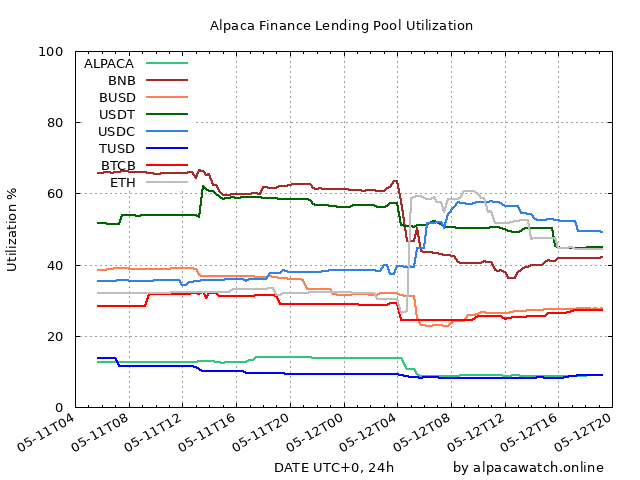 Alpaca Finance Lending Pool Utilization
100
80
60
40
20
0
Utilization %
ALPACA
BNB
BUSD
USDT
USDC
TUSD
BTCB
ETH
05-11T04
05-11T08
05-11T12
05-11T16
05-11T20
05-12T00
05-12T04
05-12T08
05-12T12
05-12T16
05-12T20
DATE UTC+0, 24h
by alpacawatch.online